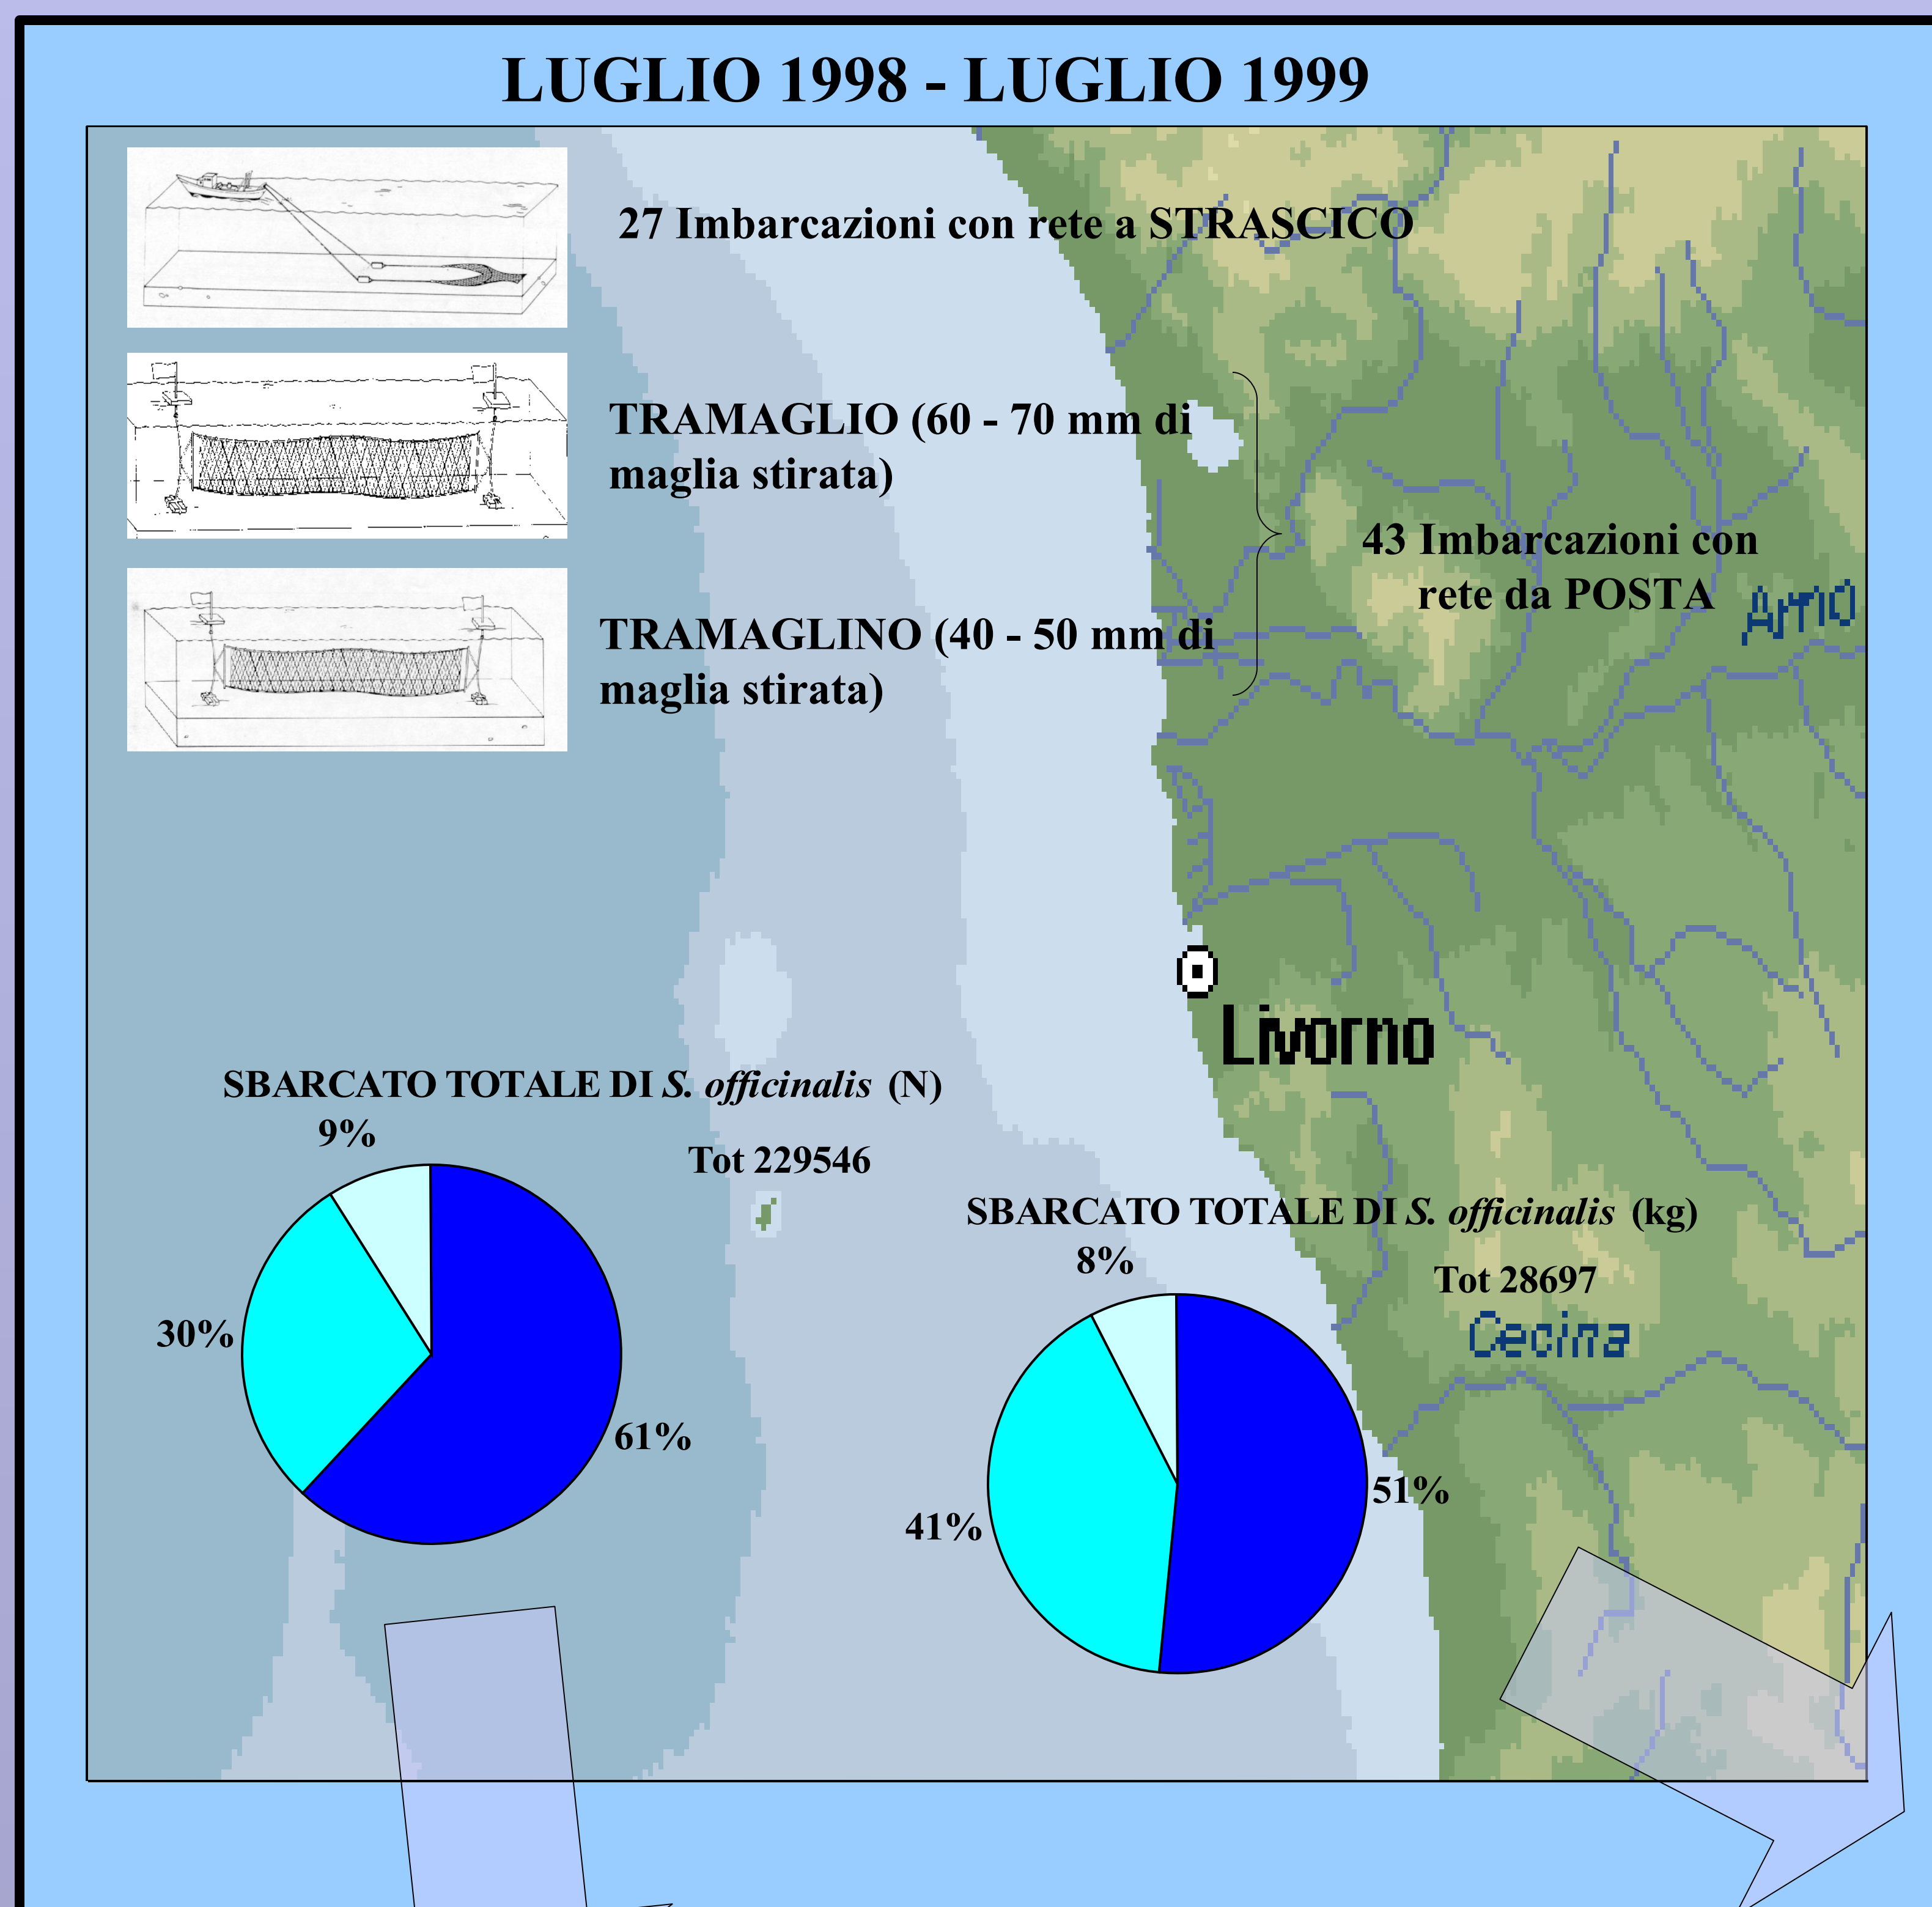 LUGLIO 1998 - LUGLIO 1999
27 Imbarcazioni con rete a STRASCICO
TRAMAGLIO (60 - 70 mm di
maglia stirata)
43 Imbarcazioni con
rete da POSTA
Arno
TRAMAGLINO (40 - 50 mm di
maglia stirata)
Livorno
SBARCATO TOTALE DI S. officinalis (N)
9%
Tot 229546
30%
61%
SBARCATO TOTALE DI S. officinalis (kg)
8%
Tot 28697
Cecina
51%
41%